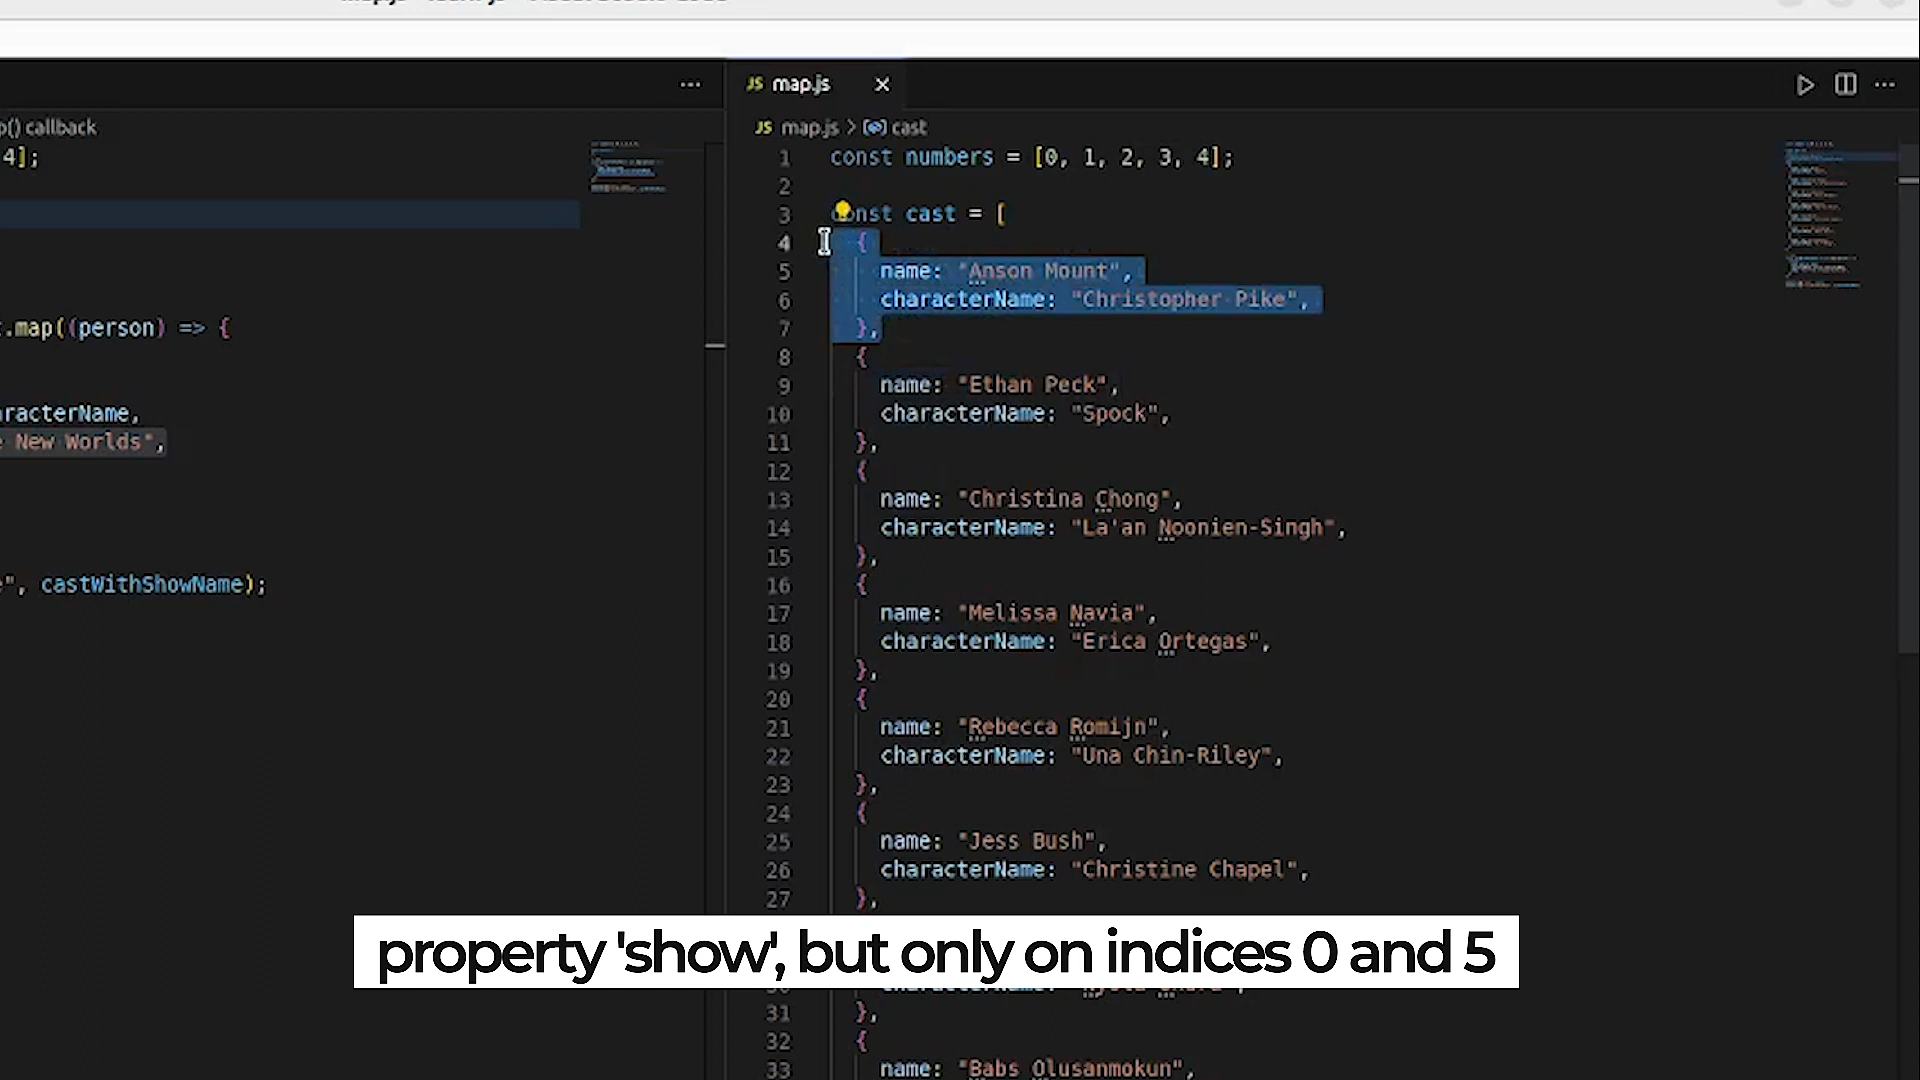 map.js
p() callback
4];
.map((person) => {
aracterName,
e New Worlds",
e", castWithShowName);
JS map.js > cast
1 const numbers = [0, 1, 2, 3, 4];
2
3 const cast = [
4 {
5 name: "Anson Mount",
6 characterName: "Christopher Pike",
7 },
8 {
9 name: "Ethan Peck",
10 characterName: "Spock",
11 },
12 {
13 name: "Christina Chong",
14 characterName: "La'an Noonien-Singh",
15 },
16 {
17 name: "Melissa Navia",
18 characterName: "Erica Ortegas",
19 },
20 {
21 name: "Rebecca Romijn",
22 characterName: "Una Chin-Riley",
23 },
24 {
25 name: "Jess Bush",
26 characterName: "Christine Chapel",
27 },
property 'show', but only on indices 0 and 5
31 },
32 {
33 name: "Babs Olusanmokun",